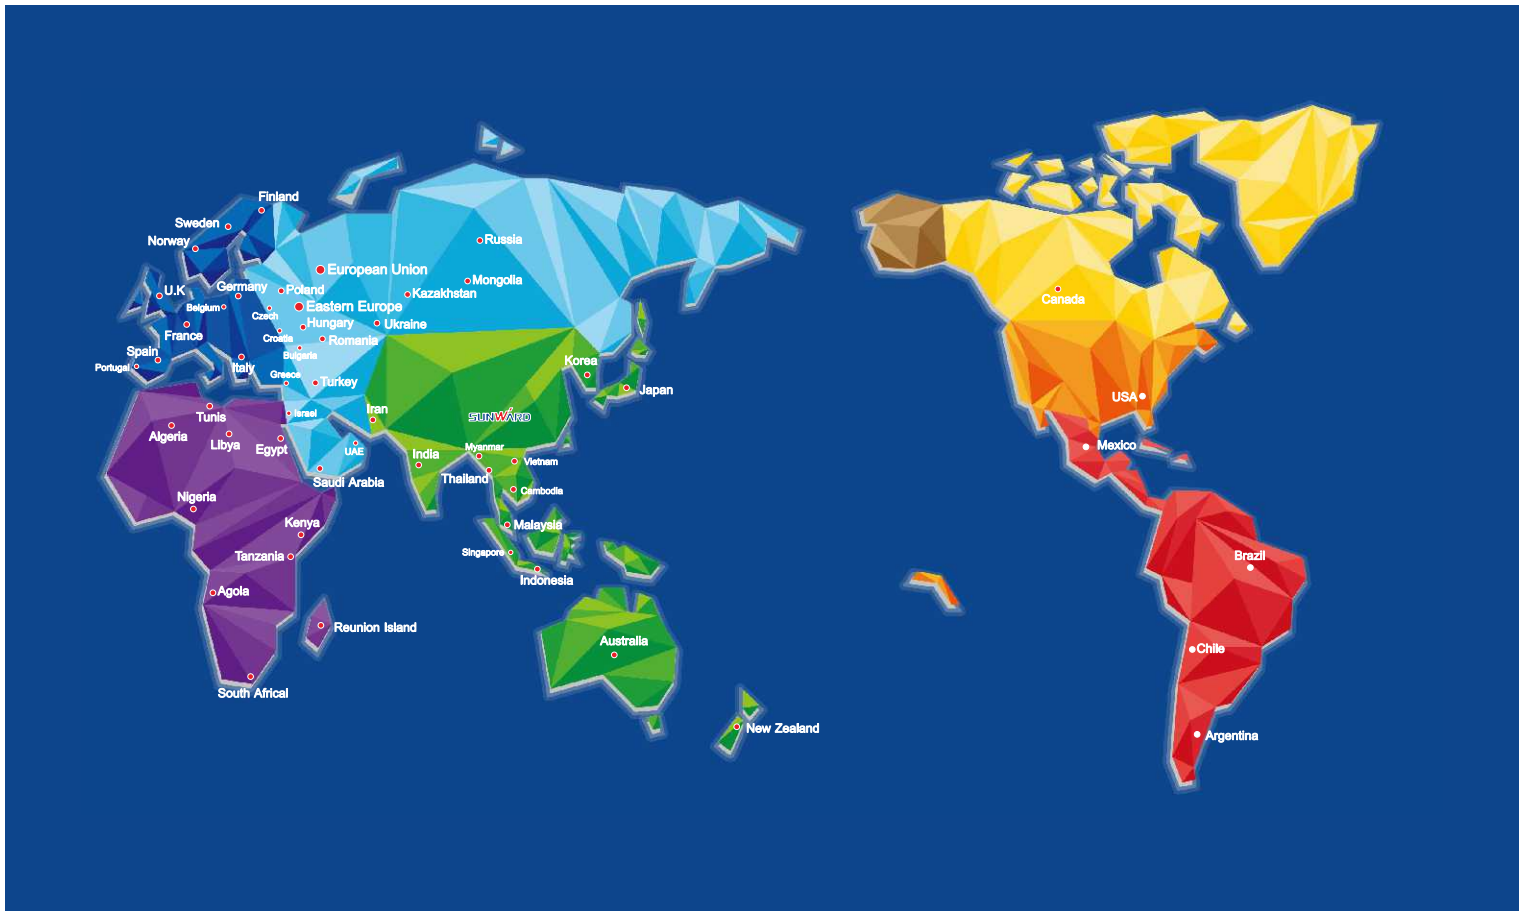 Finland
Sweden
Norway
Russia
European Union
Mongolia
U.K
Germany
Poland
Kazakhstan
Canada
Belgium
Eastern Europe
Czech
Hungary
Ukraine
France
Croatia
Romania
Spain
Bulgaria
Portugal
Italy
Korea
Greece
Turkey
Japan
USA
Iran
Israel
SUNWARD
Tunis
Algeria
Libya
Egypt
UAE
Myanmar
Mexico
India
Vietnam
Saudi Arabia
Thailand
Cambodia
Nigeria
Kenya
Malaysia
Tanzania
Singapore
Brazil
Indonesia
Agola
Reunion Island
Australia
Chile
South Africal
New Zealand
Argentina